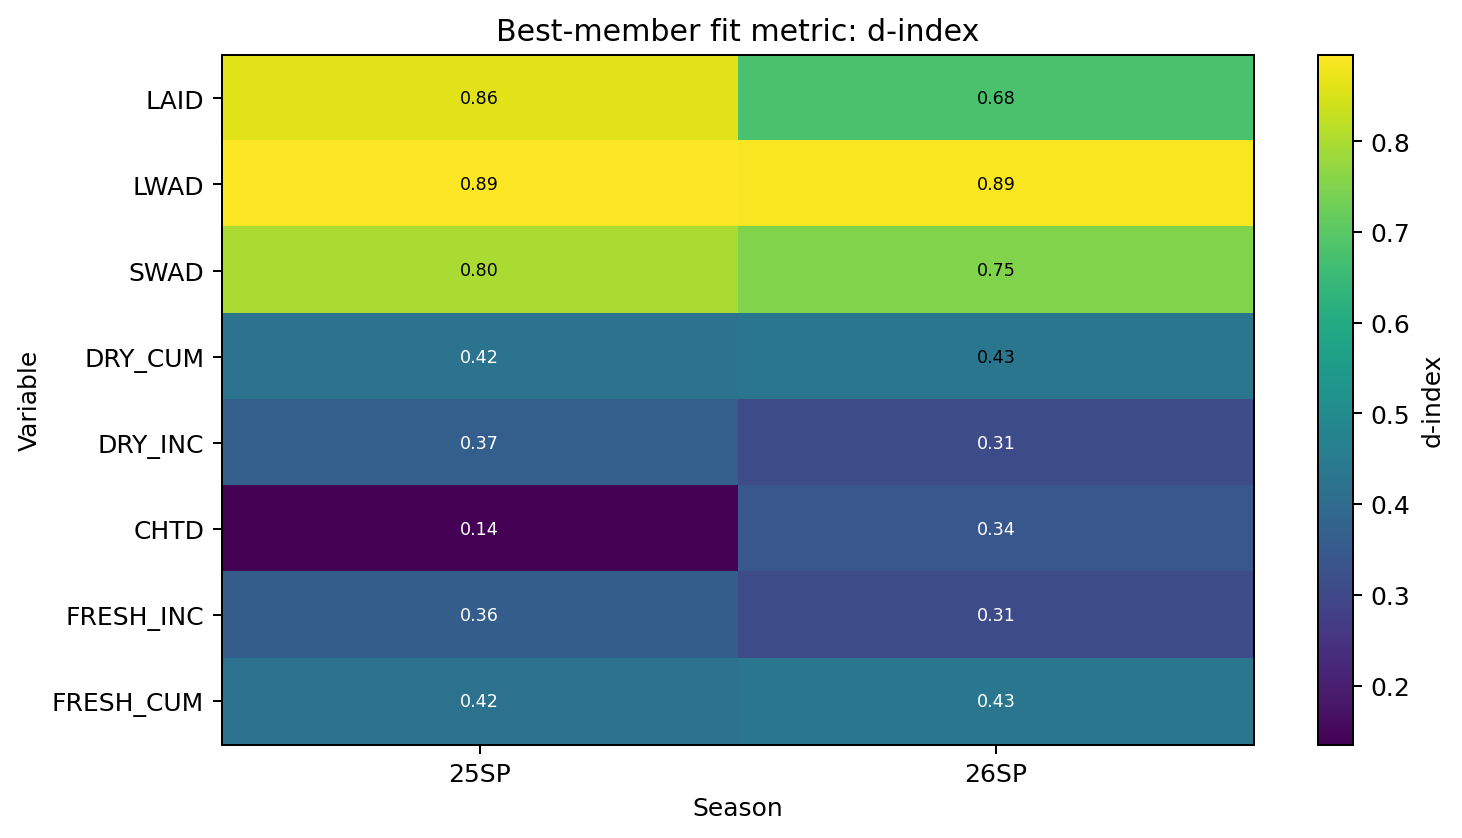 Best-member fit metric: d-index
LAID 0.86 0.68
LWAD 0.89 0.89
SWAD 0.80 0.75
DRY_CUM 0.42 0.43
DRY_INC 0.37 0.31
CHTD 0.14 0.34
FRESH_INC 0.36 0.31
FRESH_CUM 0.42 0.43
25SP 26SP
Season
Variable
0.8
0.7
0.6
0.5
0.4
0.3
0.2
d-index